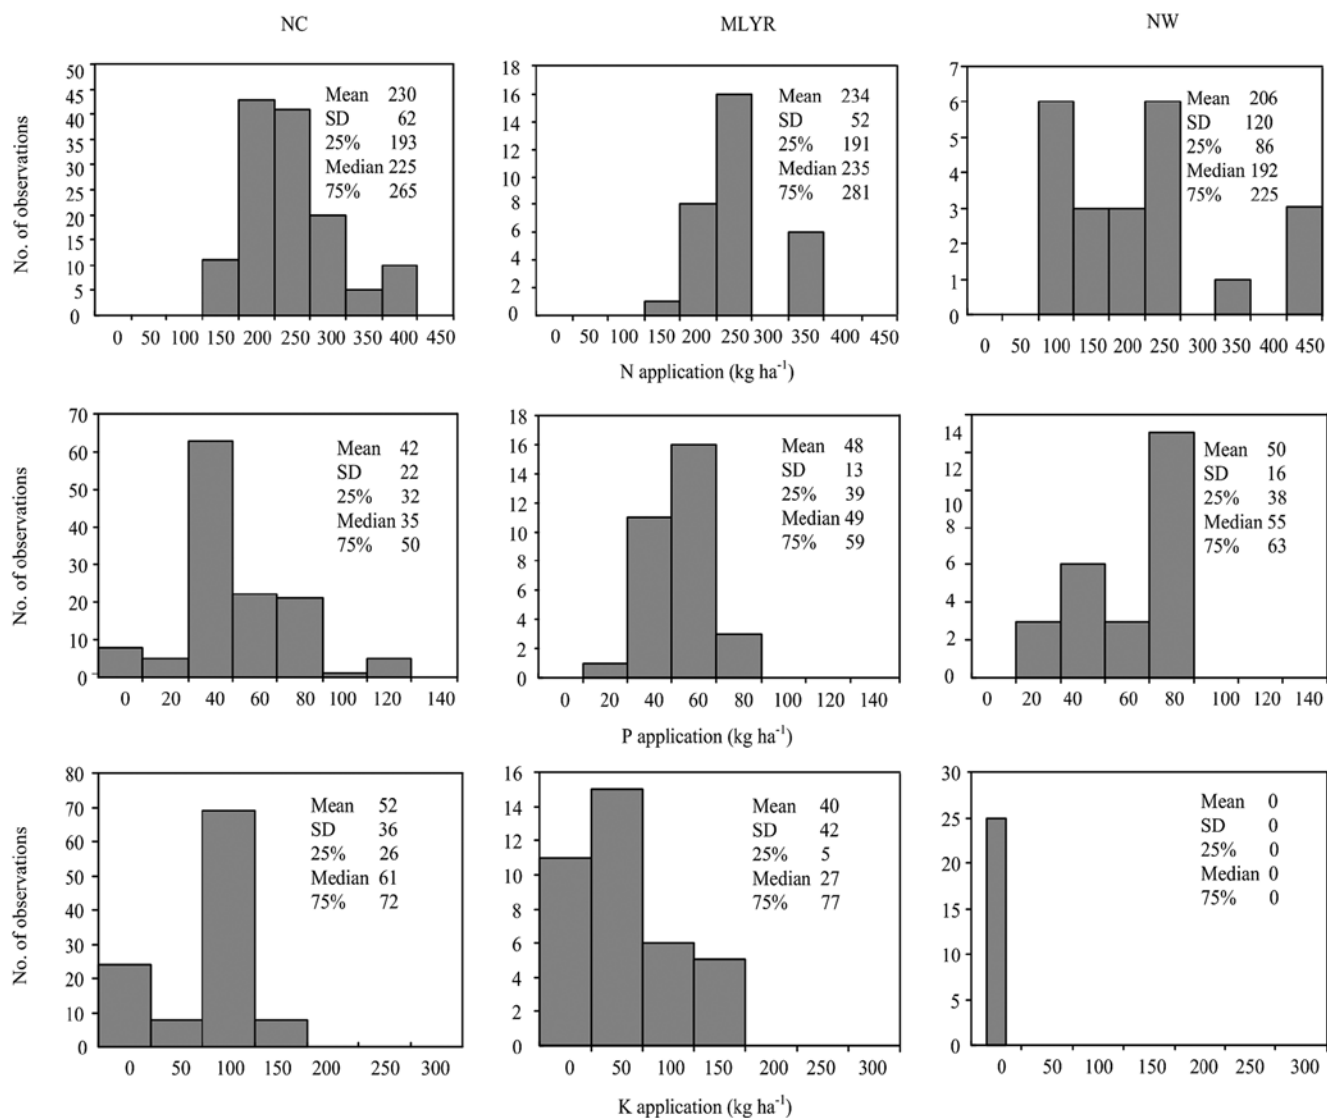 NC
MLYR
NW
No. of observations
50
45
40
35
30
25
20
15
10
5
0
Mean 230
SD 62
25% 193
Median 225
75% 265
0 50 100 150 200 250 300 350 400 450
18
16
14
12
10
8
6
4
2
0
Mean 234
SD 52
25% 191
Median 235
75% 281
0 50 100 150 200 250 300 350 400 450
7
6
5
4
3
2
1
0
Mean 206
SD 120
25% 86
Median 192
75% 225
0 50 100 150 200 250 300 350 400 450
N application (kg ha⁻¹)
No. of observations
70
60
50
40
30
20
10
0
Mean 42
SD 22
25% 32
Median 35
75% 50
0 20 40 60 80 100 120 140
18
16
14
12
10
8
6
4
2
0
Mean 48
SD 13
25% 39
Median 49
75% 59
0 20 40 60 80 100 120 140
14
12
10
8
6
4
2
0
Mean 50
SD 16
25% 38
Median 55
75% 63
0 20 40 60 80 100 120 140
P application (kg ha⁻¹)
No. of observations
80
70
60
50
40
30
20
10
0
Mean 52
SD 36
25% 26
Median 61
75% 72
0 50 100 150 200 250 300
16
14
12
10
8
6
4
2
0
Mean 40
SD 42
25% 5
Median 27
75% 77
0 50 100 150 200 250 300
30
25
20
15
10
5
0
Mean 0
SD 0
25% 0
Median 0
75% 0
0 50 100 150 200 250 300
K application (kg ha⁻¹)